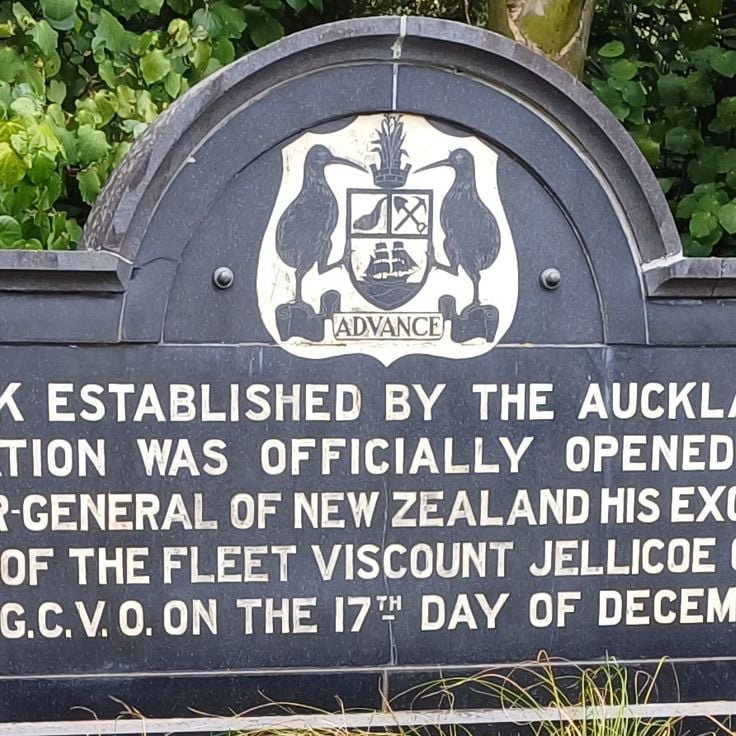 ADVANCE
K ESTABLISHED BY THE AUCKLA
ATION WAS OFFICIALLY OPENED
R-GENERAL OF NEW ZEALAND HIS EXC
OF THE FLEET VISCOUNT JELLICOE
G.C.V.O. ON THE 17TH DAY OF DECEM